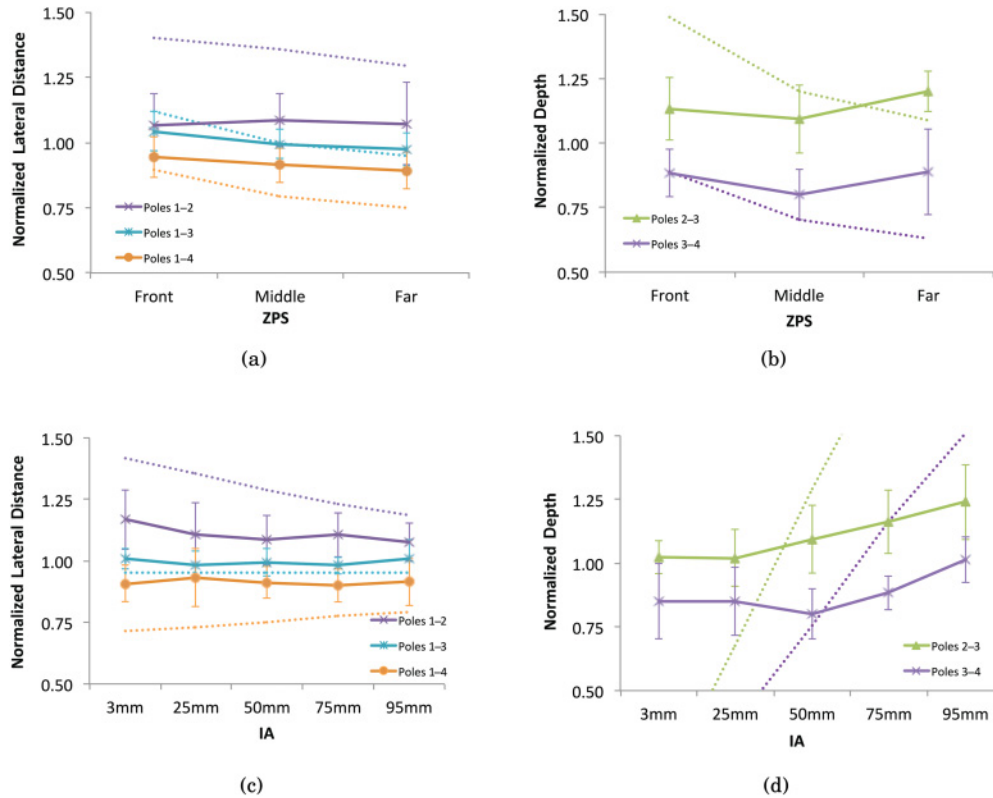 1.50
1.25
1.00
0.75
0.50
Normalized Lateral Distance
Poles 1–2
Poles 1–3
Poles 1–4
Front Middle Far
ZPS
(a)
1.50
1.25
1.00
0.75
0.50
Normalized Depth
Poles 2–3
Poles 3–4
Front Middle Far
ZPS
(b)
1.50
1.25
1.00
0.75
0.50
Normalized Lateral Distance
Poles 1–2
Poles 1–3
Poles 1–4
3mm 25mm 50mm 75mm 95mm
IA
(c)
1.50
1.25
1.00
0.75
0.50
Normalized Depth
Poles 2–3
Poles 3–4
3mm 25mm 50mm 75mm 95mm
IA
(d)